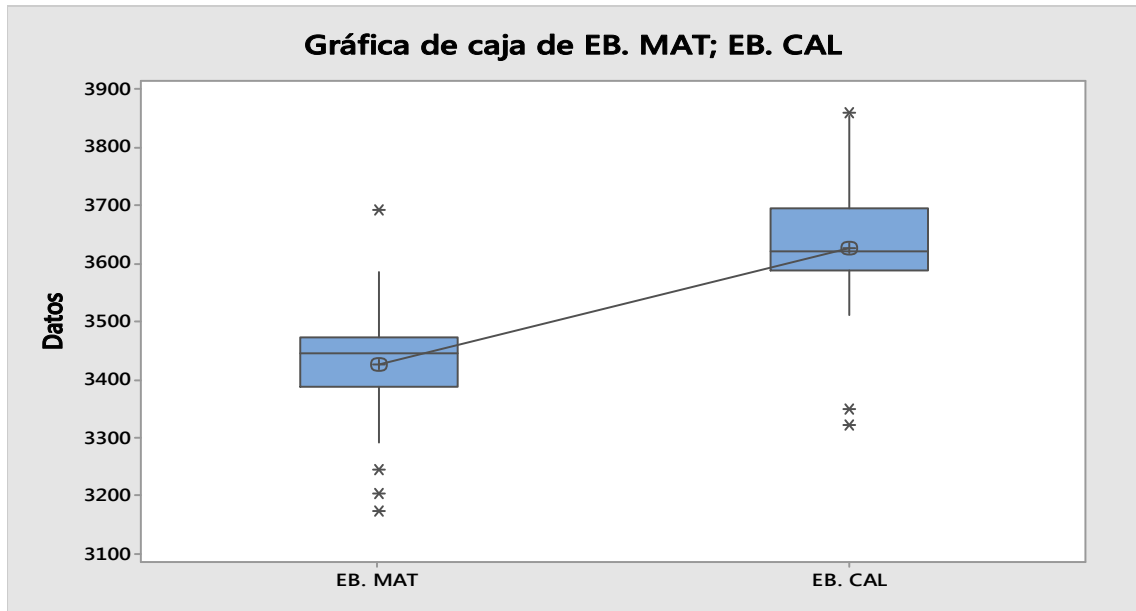 Gráfica de caja de EB. MAT; EB. CAL
3900
3800
3700
3600
3500
3400
3300
3200
3100
Datos
EB. MAT
EB. CAL